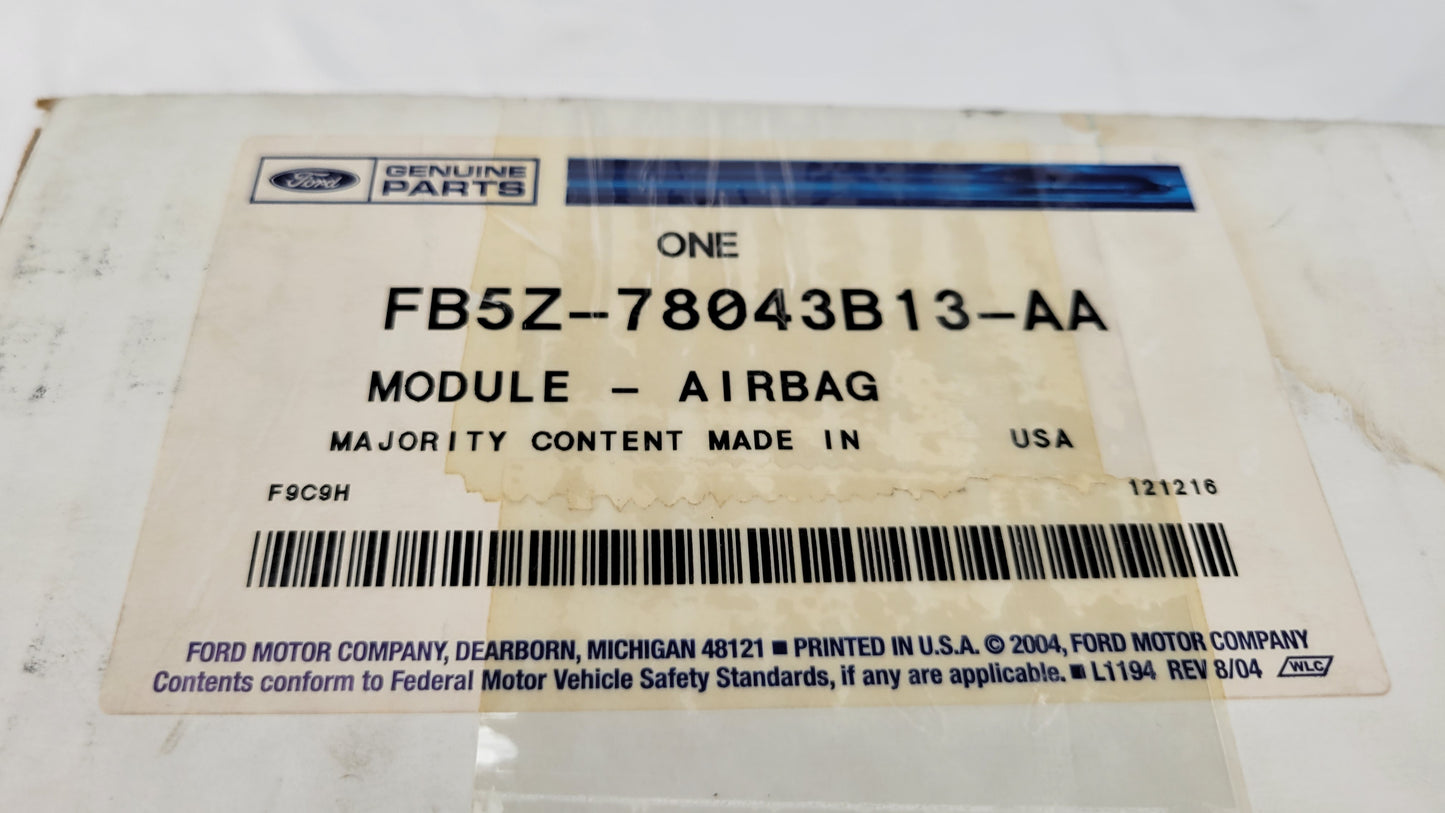 Ford GENUINE PARTS
ONE
FB5Z-78043B13-AA
MODULE - AIRBAG
MAJORITY CONTENT MADE IN USA
F9C9H 121216
FORD MOTOR COMPANY, DEARBORN, MICHIGAN 48121 ■ PRINTED IN U.S.A. © 2004, FORD MOTOR COMPANY
Contents conform to Federal Motor Vehicle Safety Standards, if any are applicable. ■ L1194 REV 8/04 WLC